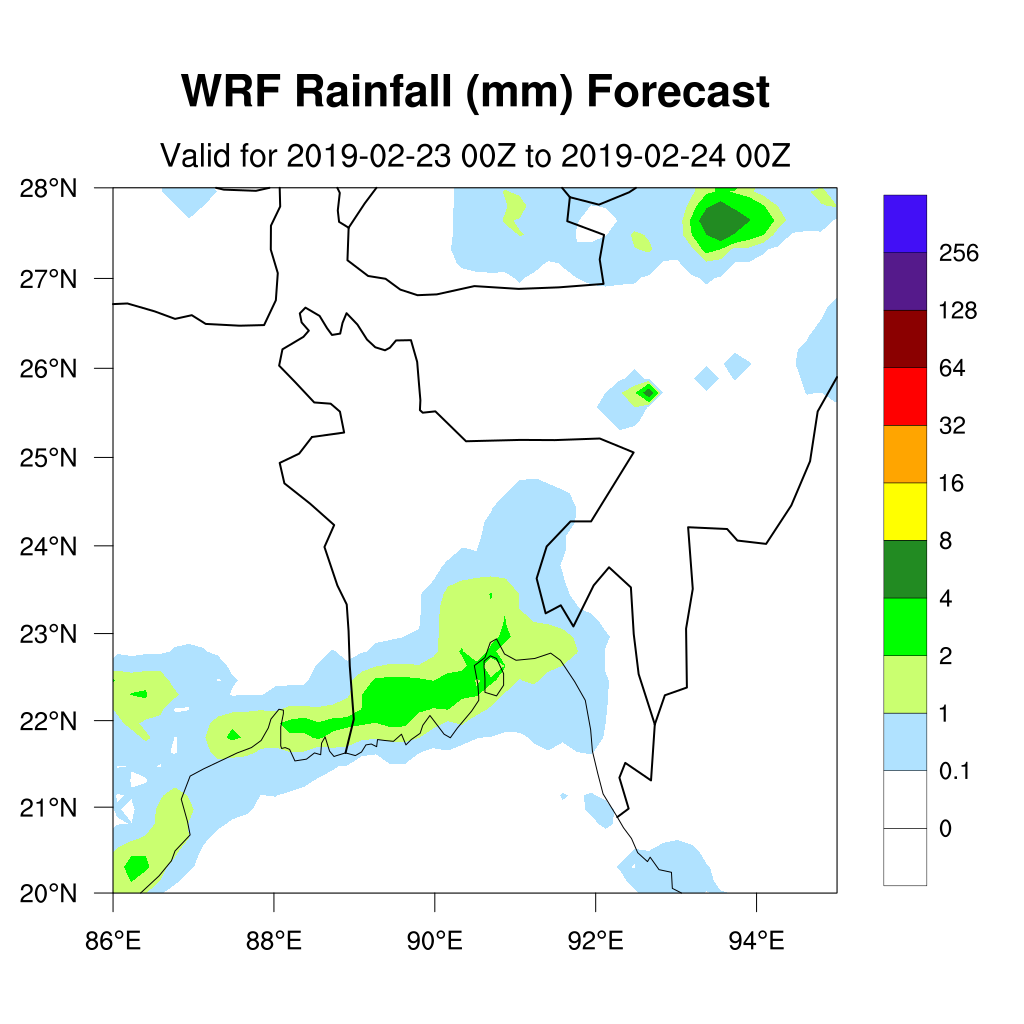 WRF Rainfall (mm) Forecast
Valid for 2019-02-23 00Z to 2019-02-24 00Z
28°N
27°N
26°N
25°N
24°N
23°N
22°N
21°N
20°N
86°E
88°E
90°E
92°E
94°E
256
128
64
32
16
8
4
2
1
0.1
0